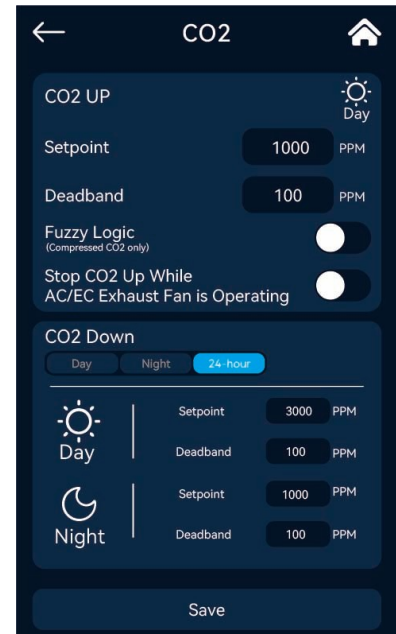 CO2
CO2 UP
Day
Setpoint 1000 PPM
Deadband 100 PPM
Fuzzy Logic
(Compressed CO2 only)
Stop CO2 Up While
AC/EC Exhaust Fan is Operating
CO2 Down
Day Night 24-hour
Setpoint 3000 PPM
Day
Deadband 100 PPM
Setpoint 1000 PPM
Night
Deadband 100 PPM
Save